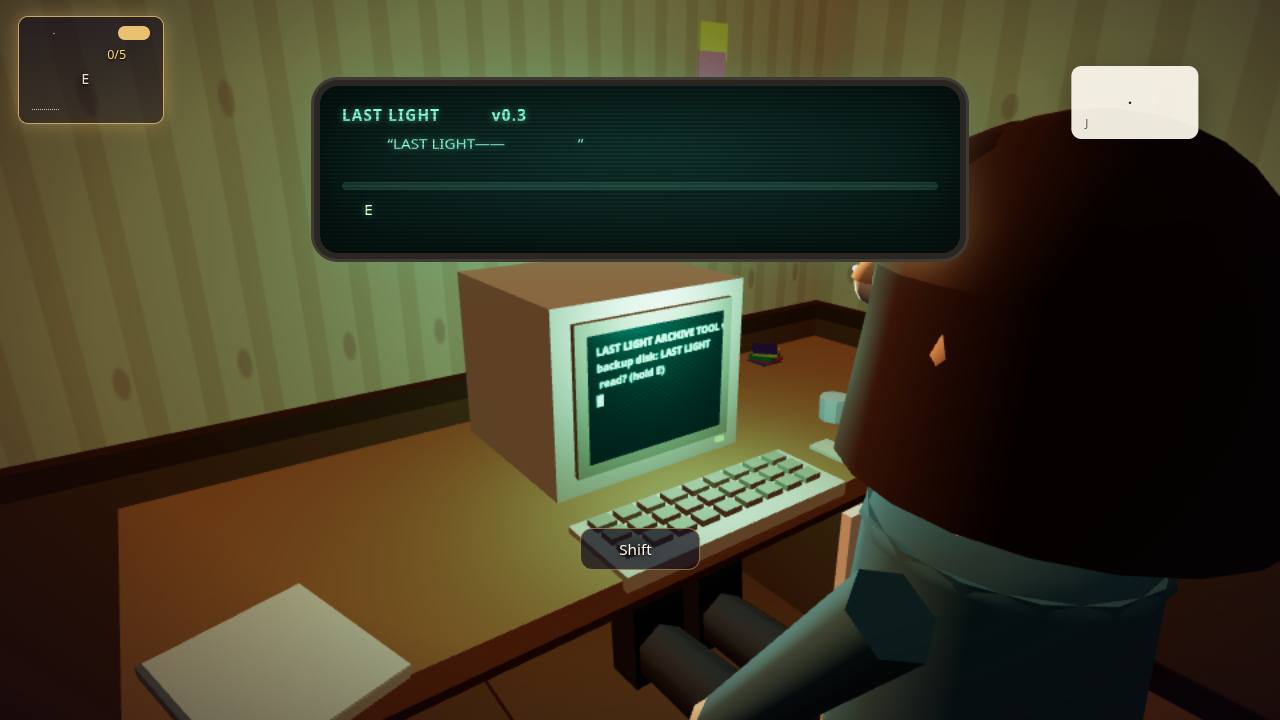 0/5
E
LAST LIGHT v0.3
“LAST LIGHT—— ”
E
.
J
LAST LIGHT ARCHIVE TOOL
backup disk: LAST LIGHT
read? (hold E)
Shift